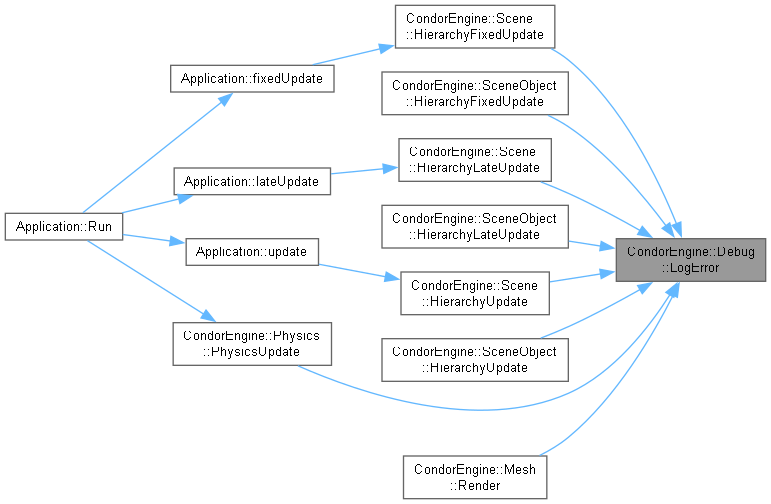 CondorEngine::Scene
::HierarchyFixedUpdate
Application::fixedUpdate
CondorEngine::SceneObject
::HierarchyFixedUpdate
CondorEngine::Scene
::HierarchyLateUpdate
Application::lateUpdate
CondorEngine::SceneObject
::HierarchyLateUpdate
Application::Run
Application::update
CondorEngine::Debug
::LogError
CondorEngine::Scene
::HierarchyUpdate
CondorEngine::Physics
::PhysicsUpdate
CondorEngine::SceneObject
::HierarchyUpdate
CondorEngine::Mesh
::Render